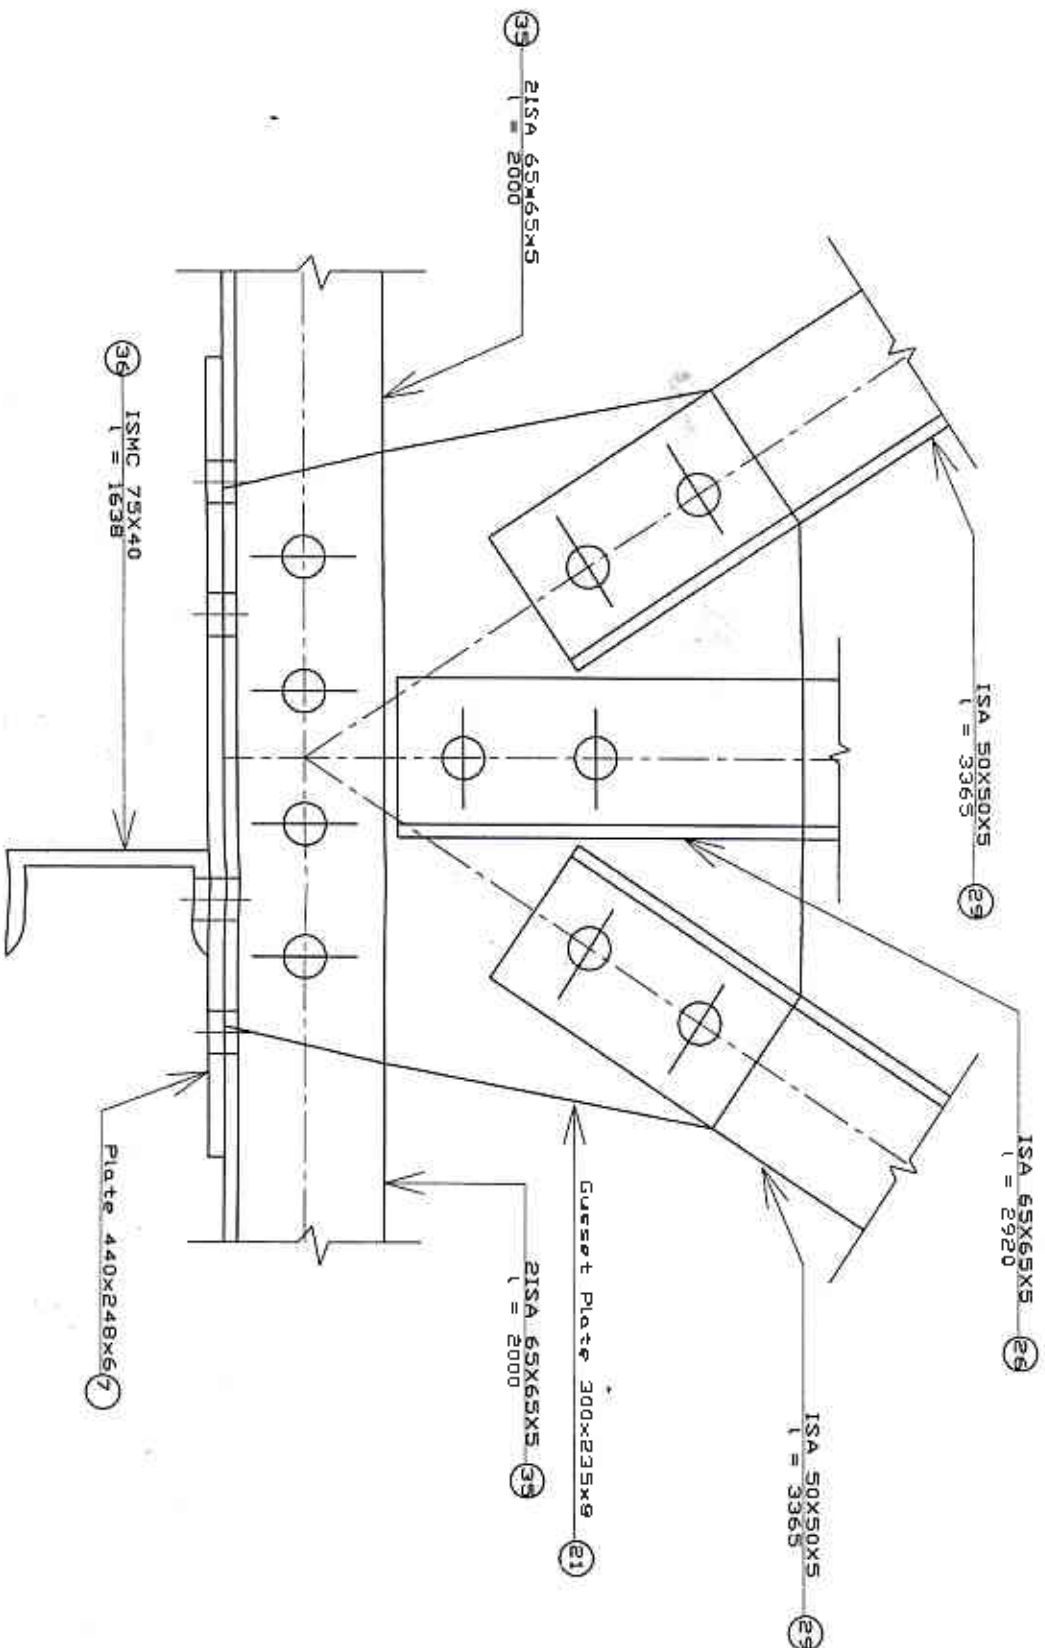 35
2ISA 65x65x5
l = 2000
36
ISMC 75X40
l = 1638
ISA 50X50X5
l = 3365
29
ISA 65X65X5
l = 2920
26
ISA 50X50X5
l = 3365
29
Gusset Plate 300x235x9
21
2ISA 65X65X5
l = 2000
35
Plate 440x248x6
7